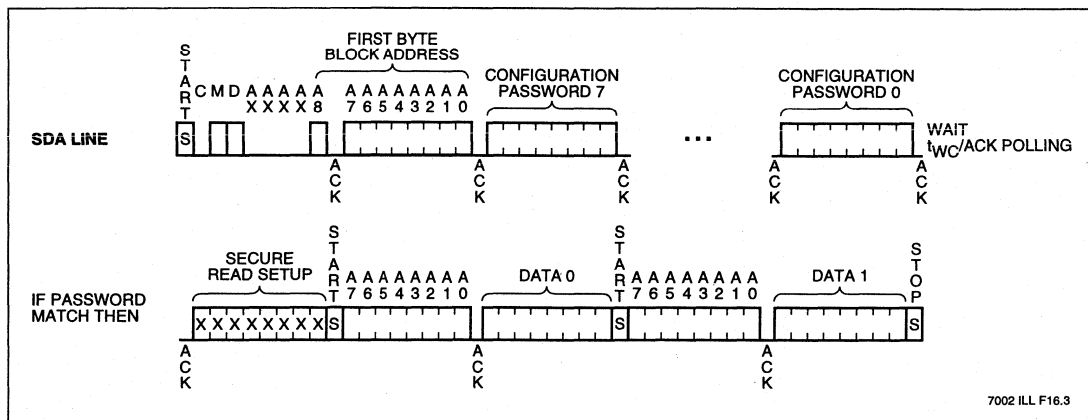 FIRST BYTE
BLOCK ADDRESS
START
C M D A A A A A
X X X X 8
A A A A A A A A
7 6 5 4 3 2 1 0
CONFIGURATION
PASSWORD 7
CONFIGURATION
PASSWORD 0
SDA LINE
S
...
WAIT
tWC/ACK POLLING
ACK
ACK
ACK
ACK
ACK
SECURE
READ SETUP
START
A A A A A A A A
7 6 5 4 3 2 1 0
DATA 0
START
A A A A A A A A
7 6 5 4 3 2 1 0
DATA 1
STOP
IF PASSWORD
MATCH THEN
X X X X X X X X S
S
S
ACK
ACK
ACK
7002 ILL F16.3